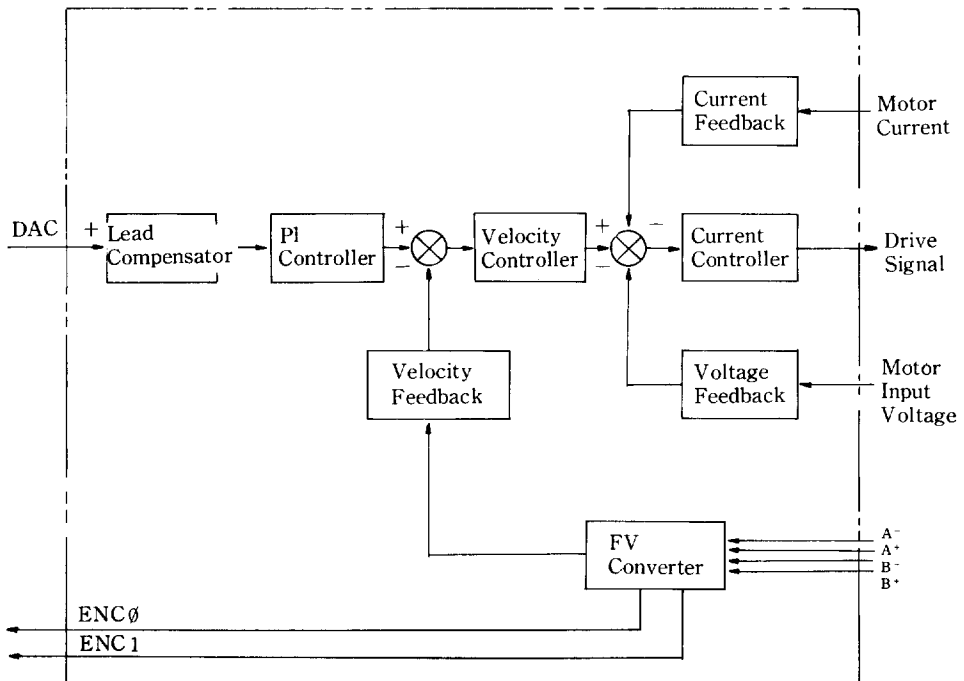 Current
Feedback
Motor
Current
DAC
+
Lead
Compensator
PI
Controller
+
−
Velocity
Controller
+
−
−
Current
Controller
Drive
Signal
Velocity
Feedback
Voltage
Feedback
Motor
Input
Voltage
FV
Converter
A−
A+
B−
B+
ENCØ
ENC1